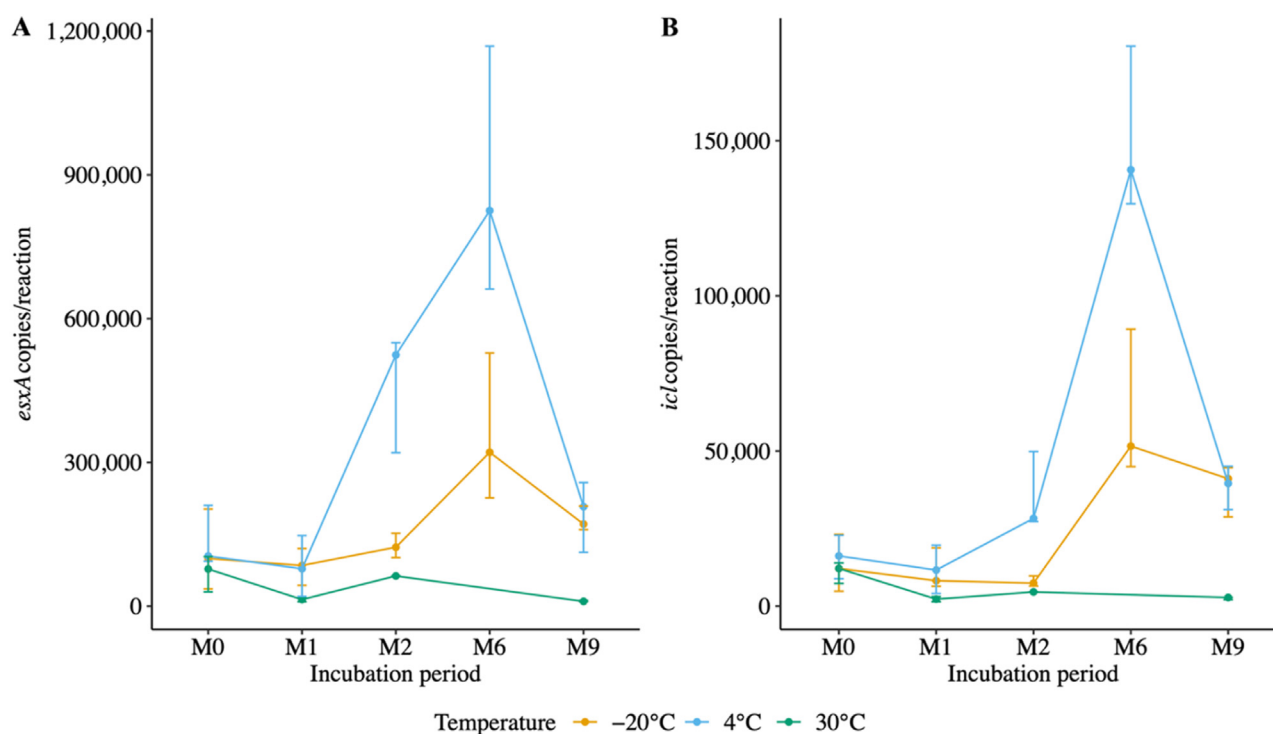 A
1,200,000
900,000
600,000
300,000
0
esxA copies/reaction
M0 M1 M2 M6 M9
Incubation period
B
150,000
100,000
50,000
0
icl copies/reaction
M0 M1 M2 M6 M9
Incubation period
Temperature −20°C 4°C 30°C